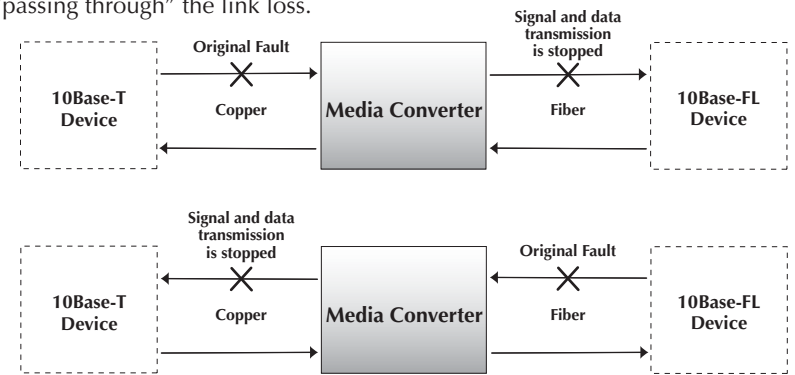 passing through” the link loss.
Signal and data
transmission
is stopped
Original Fault
10Base-T
Device
Copper
Media Converter
Fiber
10Base-FL
Device
Signal and data
transmission
is stopped
Original Fault
10Base-T
Device
Copper
Media Converter
Fiber
10Base-FL
Device